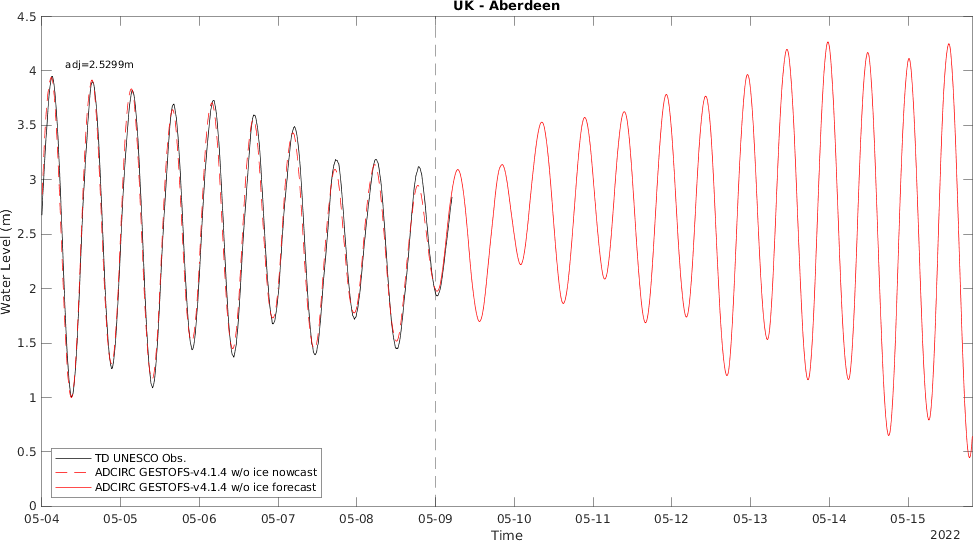 UK - Aberdeen
4.5
4
3.5
3
2.5
2
1.5
1
0.5
0
Water Level (m)
adj=2.5299m
TD UNESCO Obs.
ADCIRC GESTOFS-v4.1.4 w/o ice nowcast
ADCIRC GESTOFS-v4.1.4 w/o ice forecast
05-04 05-05 05-06 05-07 05-08 05-09 05-10 05-11 05-12 05-13 05-14 05-15
Time
2022